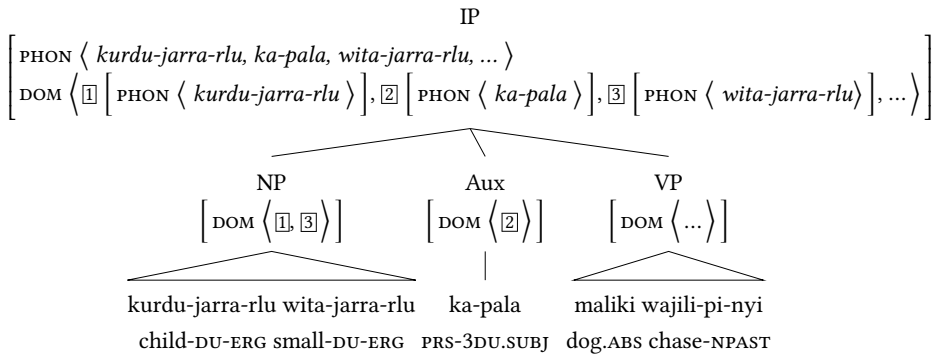 IP
PHON ⟨ kurdu-jarra-rlu, ka-pala, wita-jarra-rlu, … ⟩
DOM ⟨ 1 [ PHON ⟨ kurdu-jarra-rlu ⟩ ], 2 [ PHON ⟨ ka-pala ⟩ ], 3 [ PHON ⟨ wita-jarra-rlu⟩ ], … ⟩
NP Aux VP
[ DOM ⟨ 1, 3 ⟩ ] [ DOM ⟨ 2 ⟩ ] [ DOM ⟨ … ⟩ ]
kurdu-jarra-rlu wita-jarra-rlu ka-pala maliki wajili-pi-nyi
child-DU-ERG small-DU-ERG PRS-3DU.SUBJ dog.ABS chase-NPAST